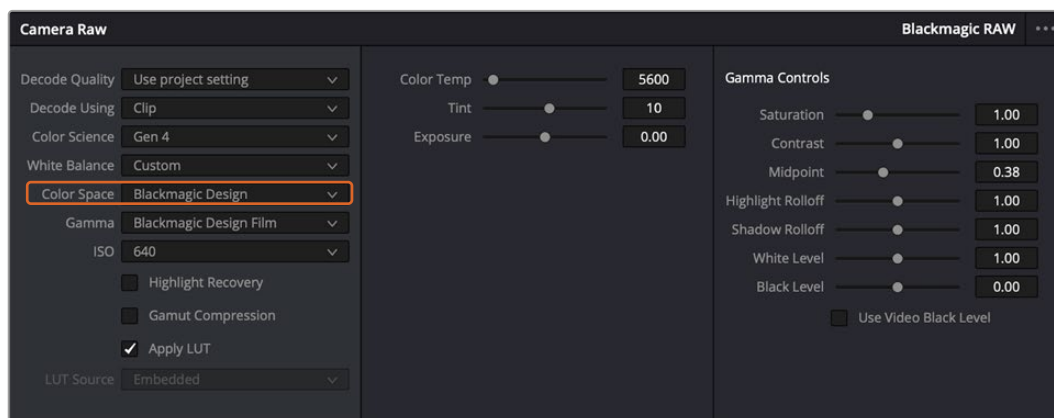 Camera Raw
Blackmagic RAW
Decode Quality Use project setting
Decode Using Clip
Color Science Gen 4
White Balance Custom
Color Space Blackmagic Design
Gamma Blackmagic Design Film
ISO 640
Highlight Recovery
Gamut Compression
Apply LUT
LUT Source Embedded
Color Temp 5600
Tint 10
Exposure 0.00
Gamma Controls
Saturation 1.00
Contrast 1.00
Midpoint 0.38
Highlight Rolloff 1.00
Shadow Rolloff 1.00
White Level 1.00
Black Level 0.00
Use Video Black Level